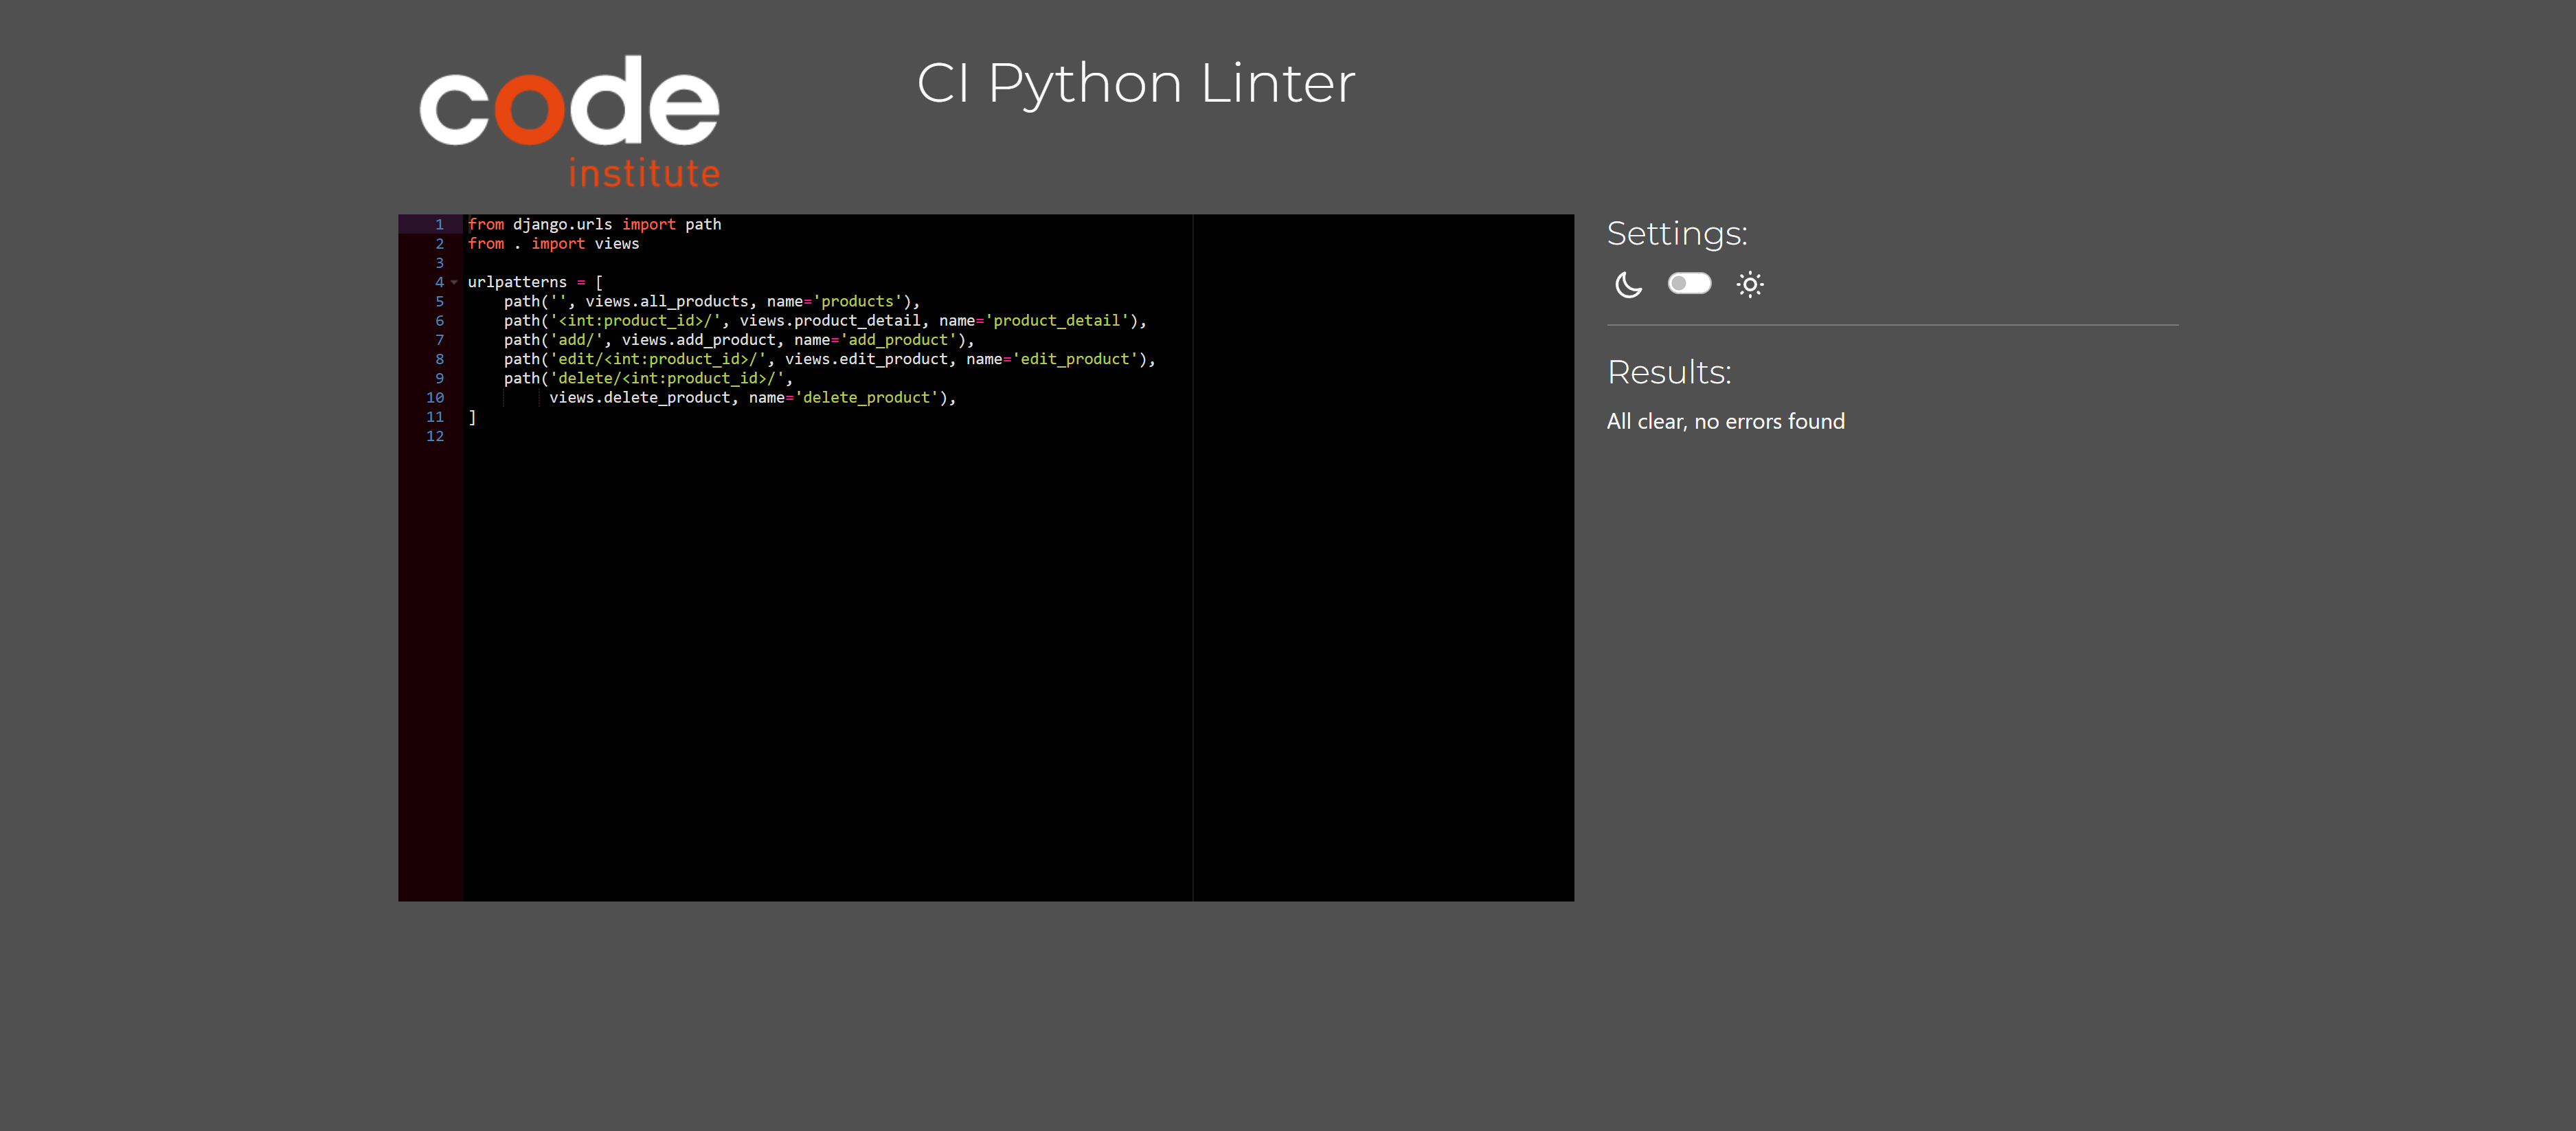 code
institute
CI Python Linter
1 from django.urls import path
2 from . import views
3
4 urlpatterns = [
5     path('', views.all_products, name='products'),
6     path('<int:product_id>/', views.product_detail, name='product_detail'),
7     path('add/', views.add_product, name='add_product'),
8     path('edit/<int:product_id>/', views.edit_product, name='edit_product'),
9     path('delete/<int:product_id>/',
10          views.delete_product, name='delete_product'),
11 ]
12
Settings:
Results:
All clear, no errors found